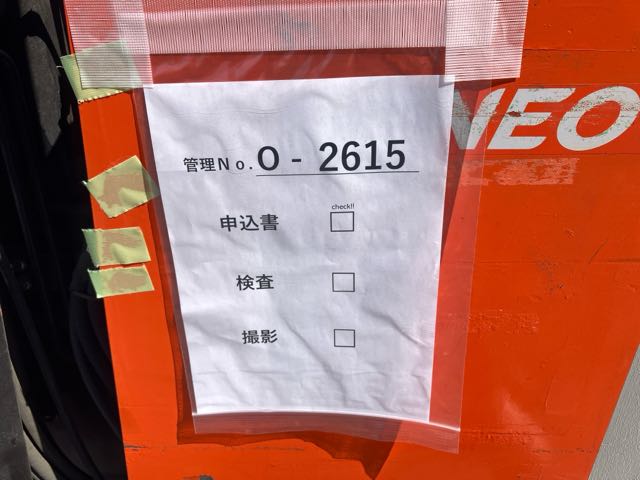 管理No. O - 2615
check!!
申込書 □
検査 □
撮影 □
NEO